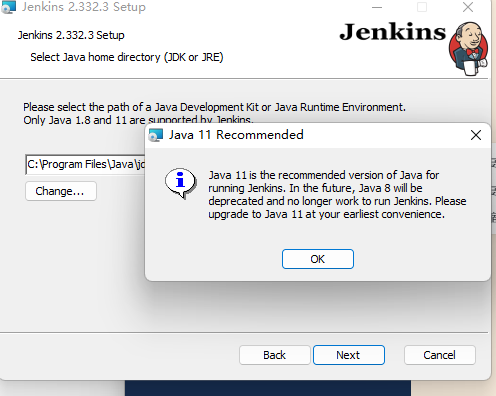 Jenkins 2.332.3 Setup
Jenkins 2.332.3 Setup
Select Java home directory (JDK or JRE)
Jenkins
Please select the path of a Java Development Kit or Java Runtime Environment.
Only Java 1.8 and 11 are supported by Jenkins.
C:\Program Files\Java\jd
Change...
Java 11 Recommended
Java 11 is the recommended version of Java for
running Jenkins. In the future, Java 8 will be
deprecated and no longer work to run Jenkins. Please
upgrade to Java 11 at your earliest convenience.
OK
Back
Next
Cancel